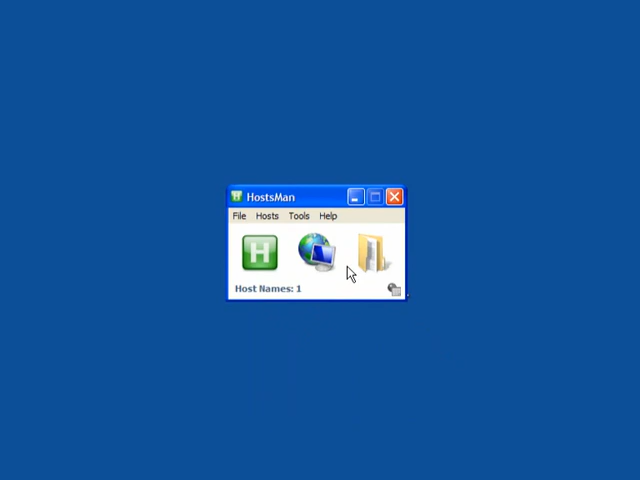 H HostsMan
File Hosts Tools Help
H
Host Names: 1